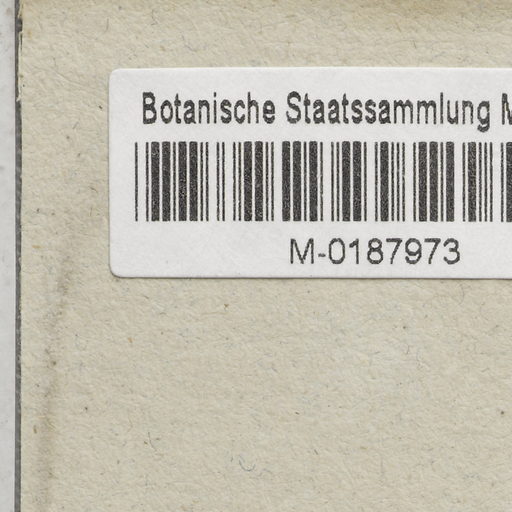 Botanische Staatssammlung M
M-0187973